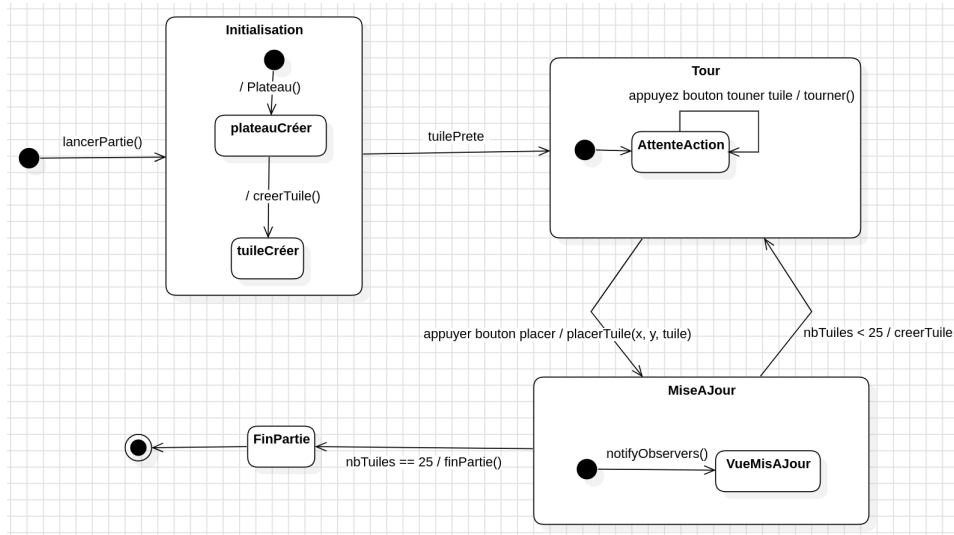 Initialisation
/ Plateau()
plateauCréer
lancerPartie()
/ creerTuile()
tuileCréer
tuilePrete
Tour
appuyez bouton touner tuile / tourner()
AttenteAction
appuyer bouton placer / placerTuile(x, y, tuile)
nbTuiles < 25 / creerTuile
MiseAJour
notifyObservers()
VueMisAJour
FinPartie
nbTuiles == 25 / finPartie()